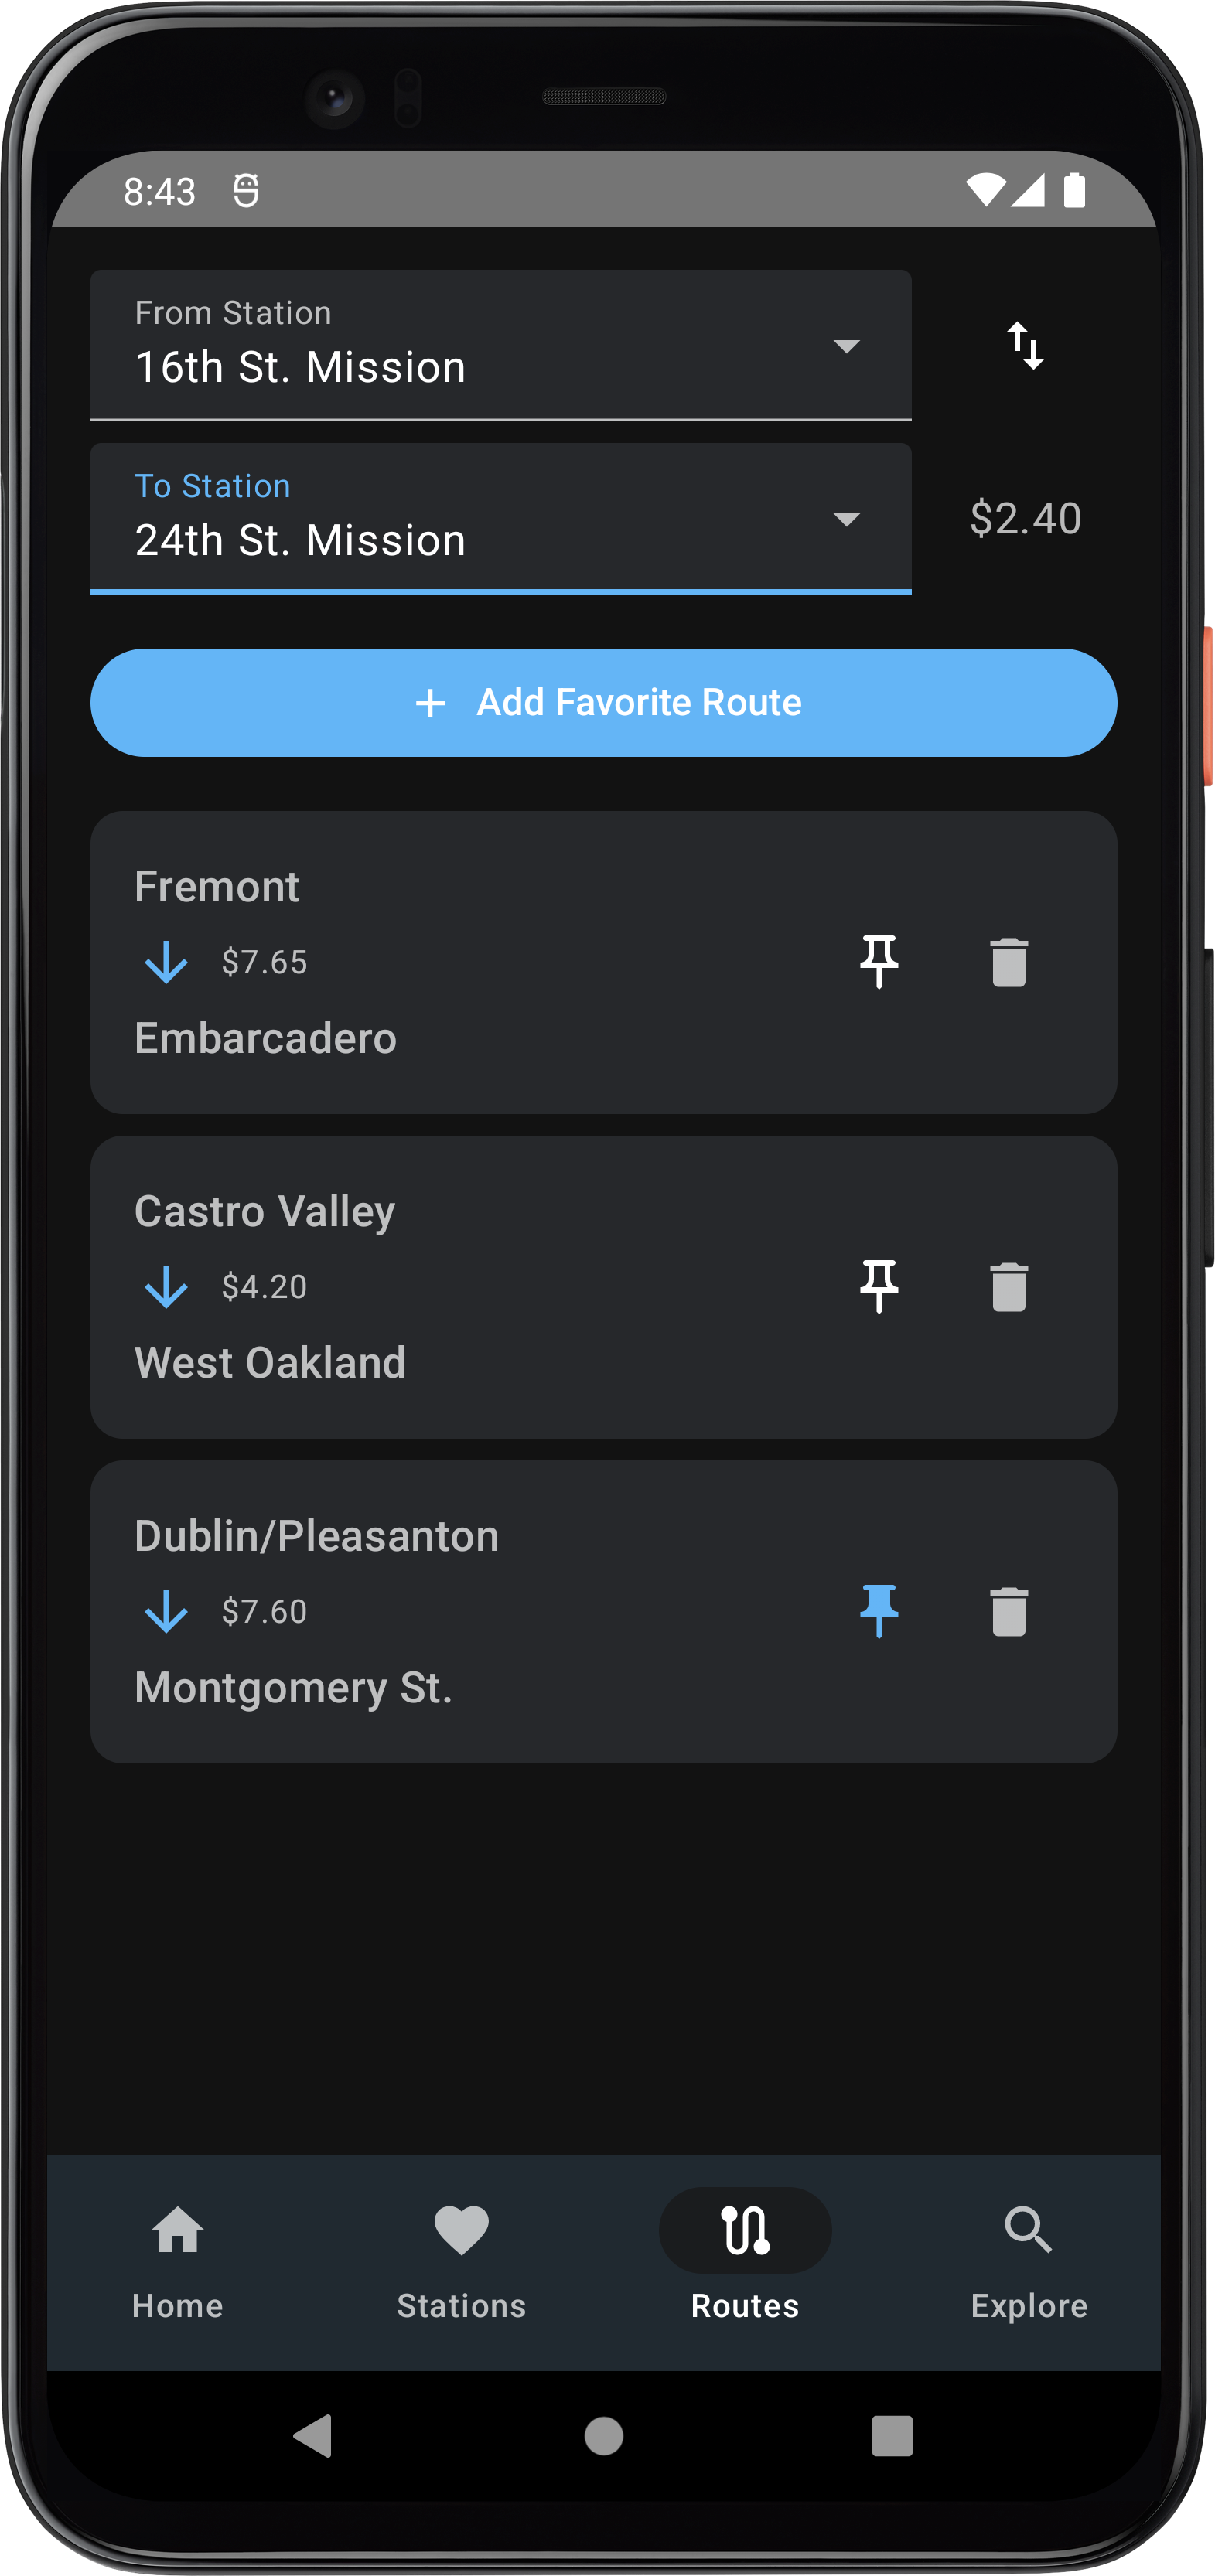 8:43
From Station
16th St. Mission
To Station
24th St. Mission
$2.40
+ Add Favorite Route
Fremont
$7.65
Embarcadero
Castro Valley
$4.20
West Oakland
Dublin/Pleasanton
$7.60
Montgomery St.
Home Stations Routes Explore